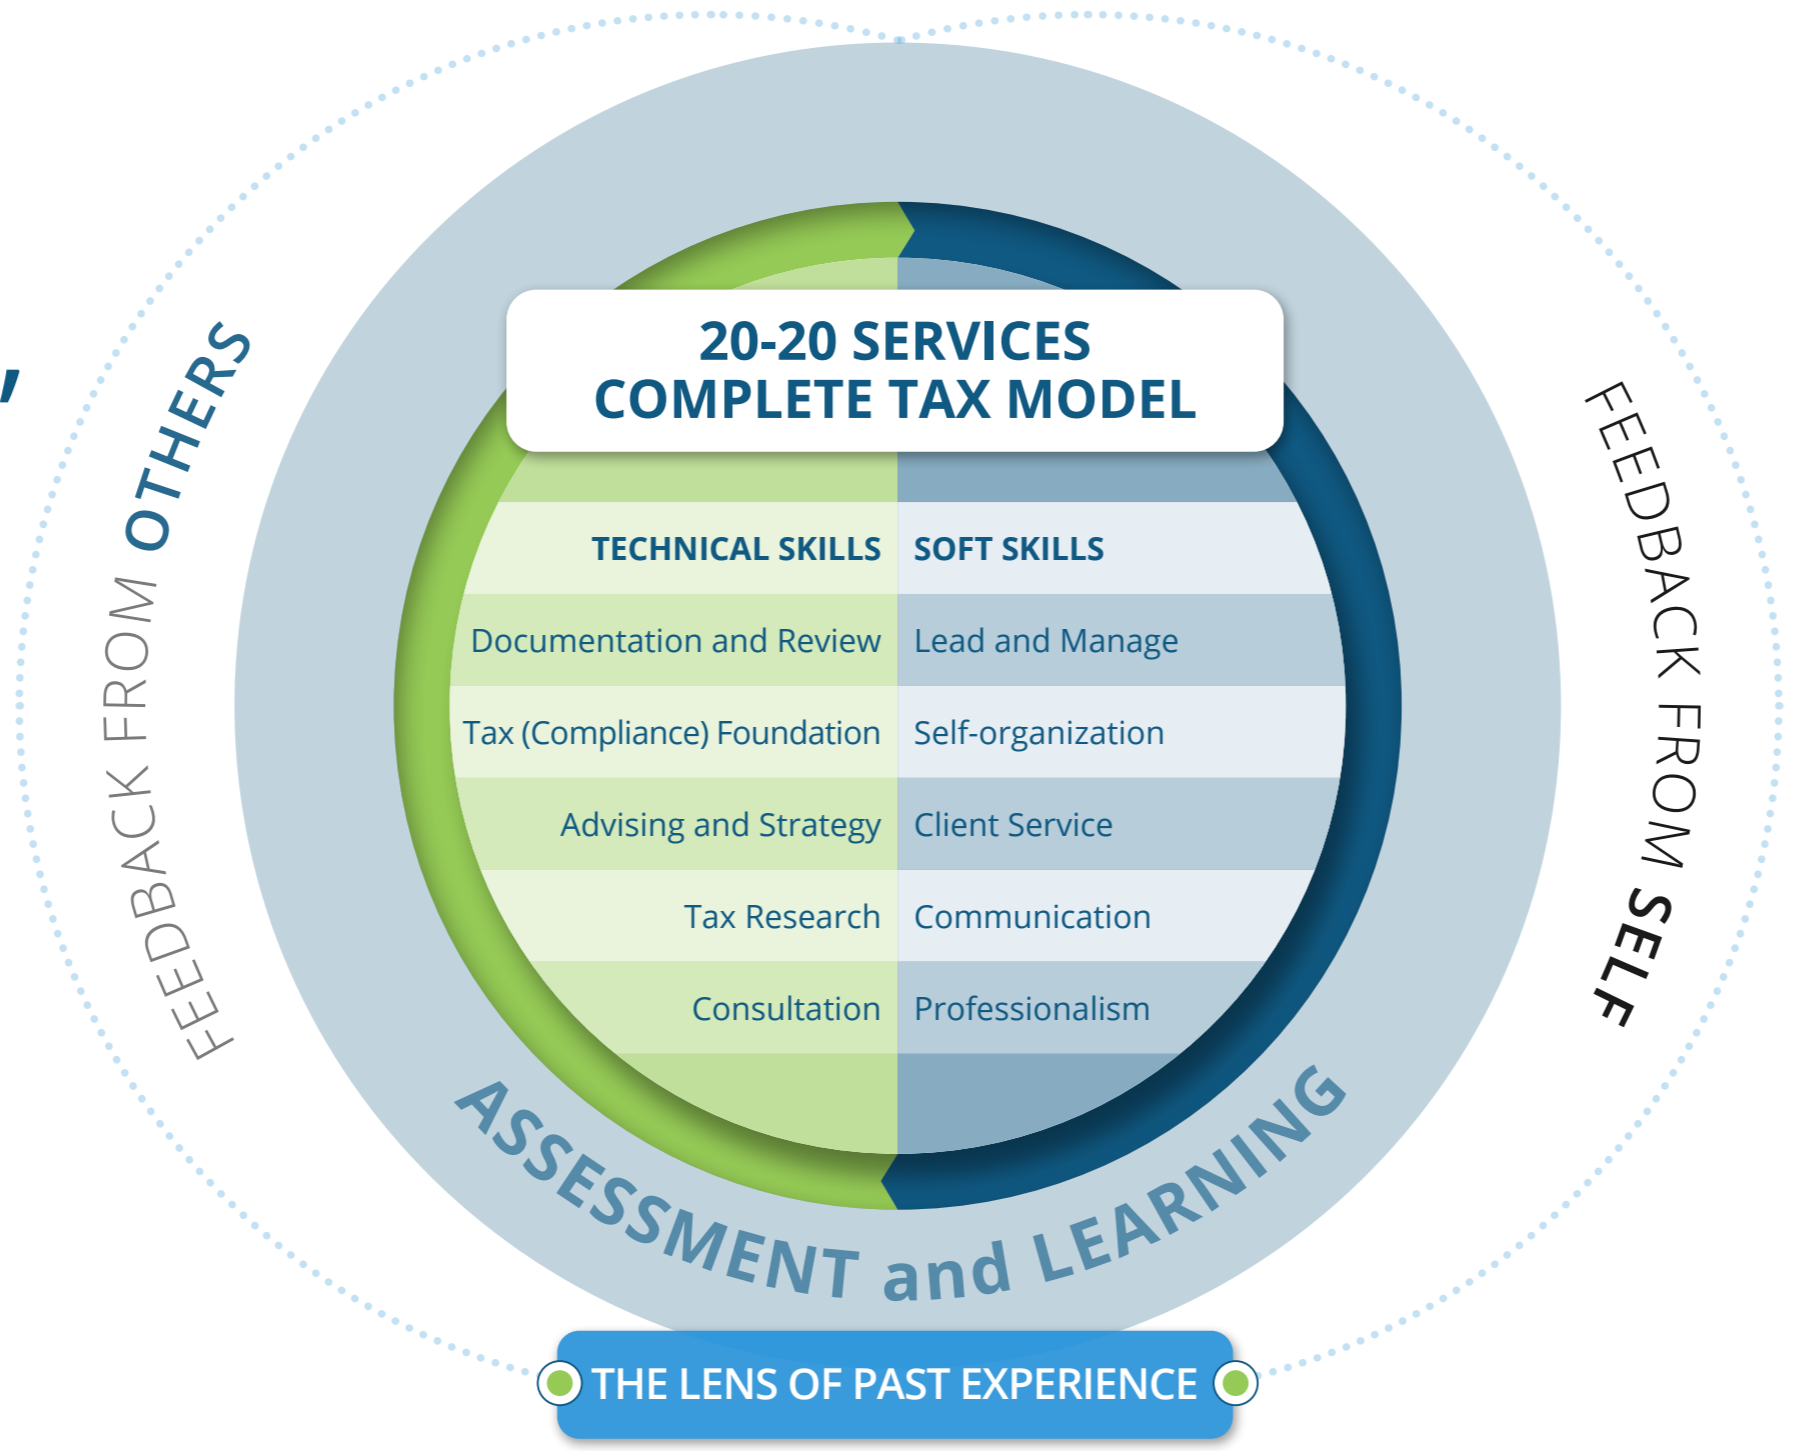 20-20 SERVICES
COMPLETE TAX MODEL
TECHNICAL SKILLS SOFT SKILLS
Documentation and Review Lead and Manage
Tax (Compliance) Foundation Self-organization
Advising and Strategy Client Service
Tax Research Communication
Consultation Professionalism
FEEDBACK FROM OTHERS
FEEDBACK FROM SELF
ASSESSMENT and LEARNING
THE LENS OF PAST EXPERIENCE